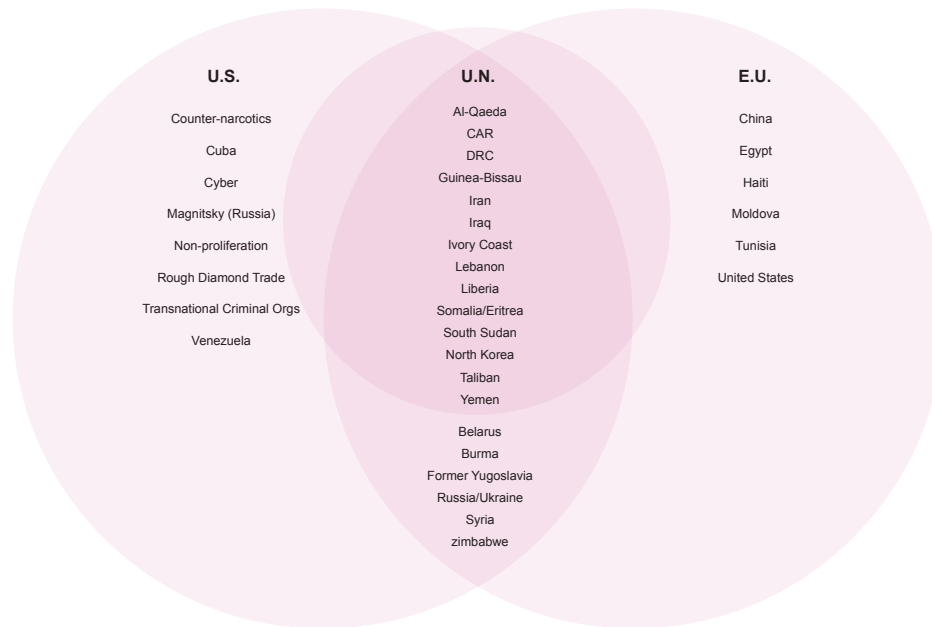 U.S.
Counter-narcotics
Cuba
Cyber
Magnitsky (Russia)
Non-proliferation
Rough Diamond Trade
Transnational Criminal Orgs
Venezuela
U.N.
Al-Qaeda
CAR
DRC
Guinea-Bissau
Iran
Iraq
Ivory Coast
Lebanon
Liberia
Somalia/Eritrea
South Sudan
North Korea
Taliban
Yemen
Belarus
Burma
Former Yugoslavia
Russia/Ukraine
Syria
zimbabwe
E.U.
China
Egypt
Haiti
Moldova
Tunisia
United States